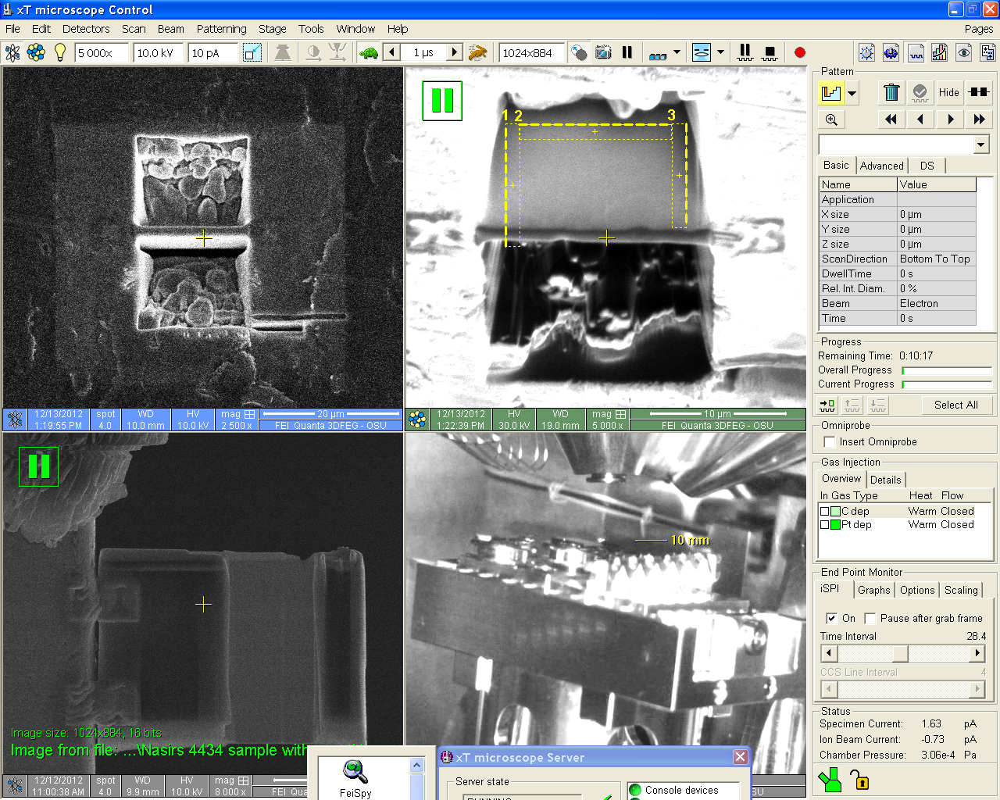 xT microscope Control
File Edit Detectors Scan Beam Patterning Stage Tools Window Help Pages
5 000x 10.0 kV 10 pA 1 µs 1024x884
1 2 3
12/13/2012 1:19:55 PM spot 4.0 WD 10.0 mm HV 10.0 kV mag 2 500 x 20 µm FEI Quanta 3DFEG - OSU
12/13/2012 1:22:39 PM HV 30.0 kV WD 19.0 mm mag 5 000 x 10 µm FEI Quanta 3DFEG - OSU
10 mm
Image size: 1024x884, 16 bits
Image from file: ...\Nasirs 4434 sample with
12/12/2012 11:00:38 AM spot 4.0 WD 9.9 mm HV 10.0 kV mag 8 000 x FEI Qua
FeiSpy
xT microscope Server
Server state
RUNNING
Console devices
SU
Pattern
Hide
Basic Advanced DS
Name Value
Application
X size 0 µm
Y size 0 µm
Z size 0 µm
ScanDirection Bottom To Top
DwellTime 0 s
Rel. Int. Diam. 0 %
Beam Electron
Time 0 s
Progress
Remaining Time: 0:10:17
Overall Progress
Current Progress
Select All
Omniprobe
Insert Omniprobe
Gas Injection
Overview Details
In Gas Type Heat Flow
C dep Warm Closed
Pt dep Warm Closed
End Point Monitor
iSPI Graphs Options Scaling
On Pause after grab frame
Time Interval 28.4
CCS Line Interval 4
Status
Specimen Current: 1.63 pA
Ion Beam Current: -0.73 pA
Chamber Pressure: 3.06e-4 Pa